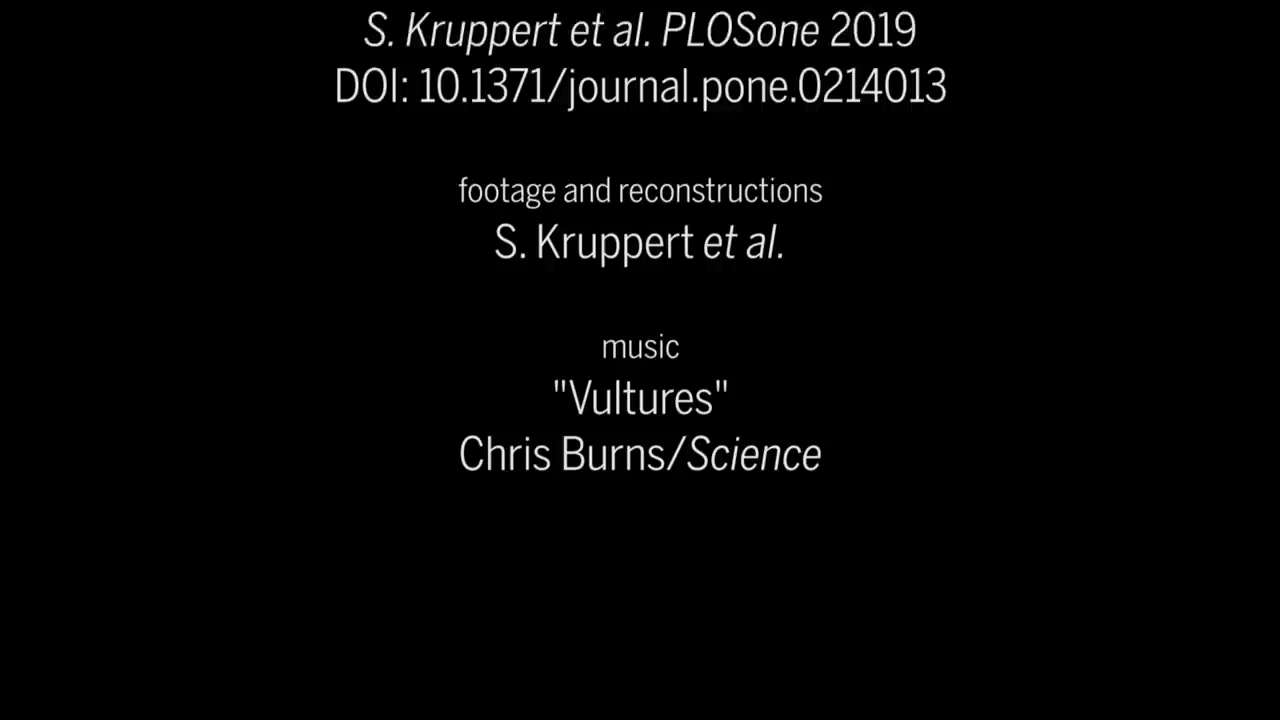 S. Kruppert et al. PLOSone 2019
DOI: 10.1371/journal.pone.0214013
footage and reconstructions
S. Kruppert et al.
music
"Vultures"
Chris Burns/Science